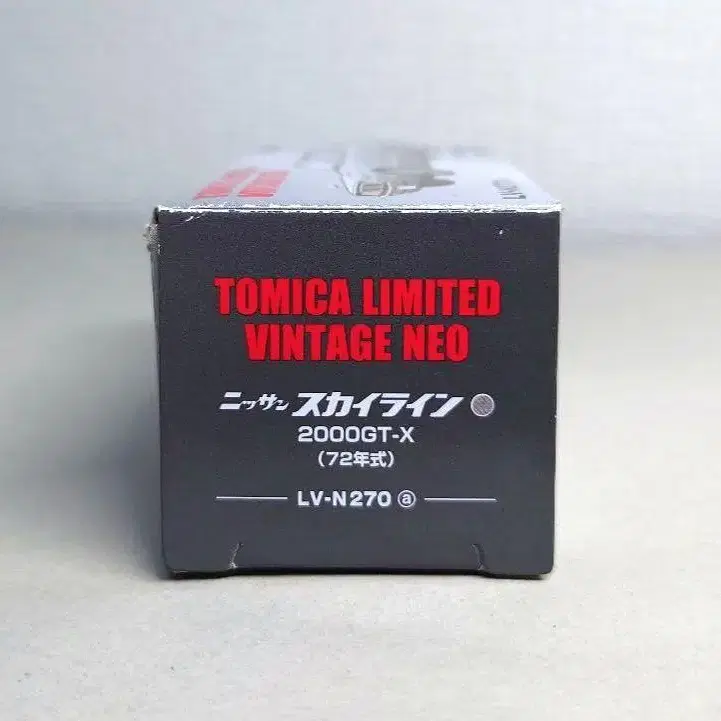 TOMICA LIMITED
VINTAGE NEO
ニッサン スカイライン
2000GT-X
(72年式)
LV-N270 ⓐ